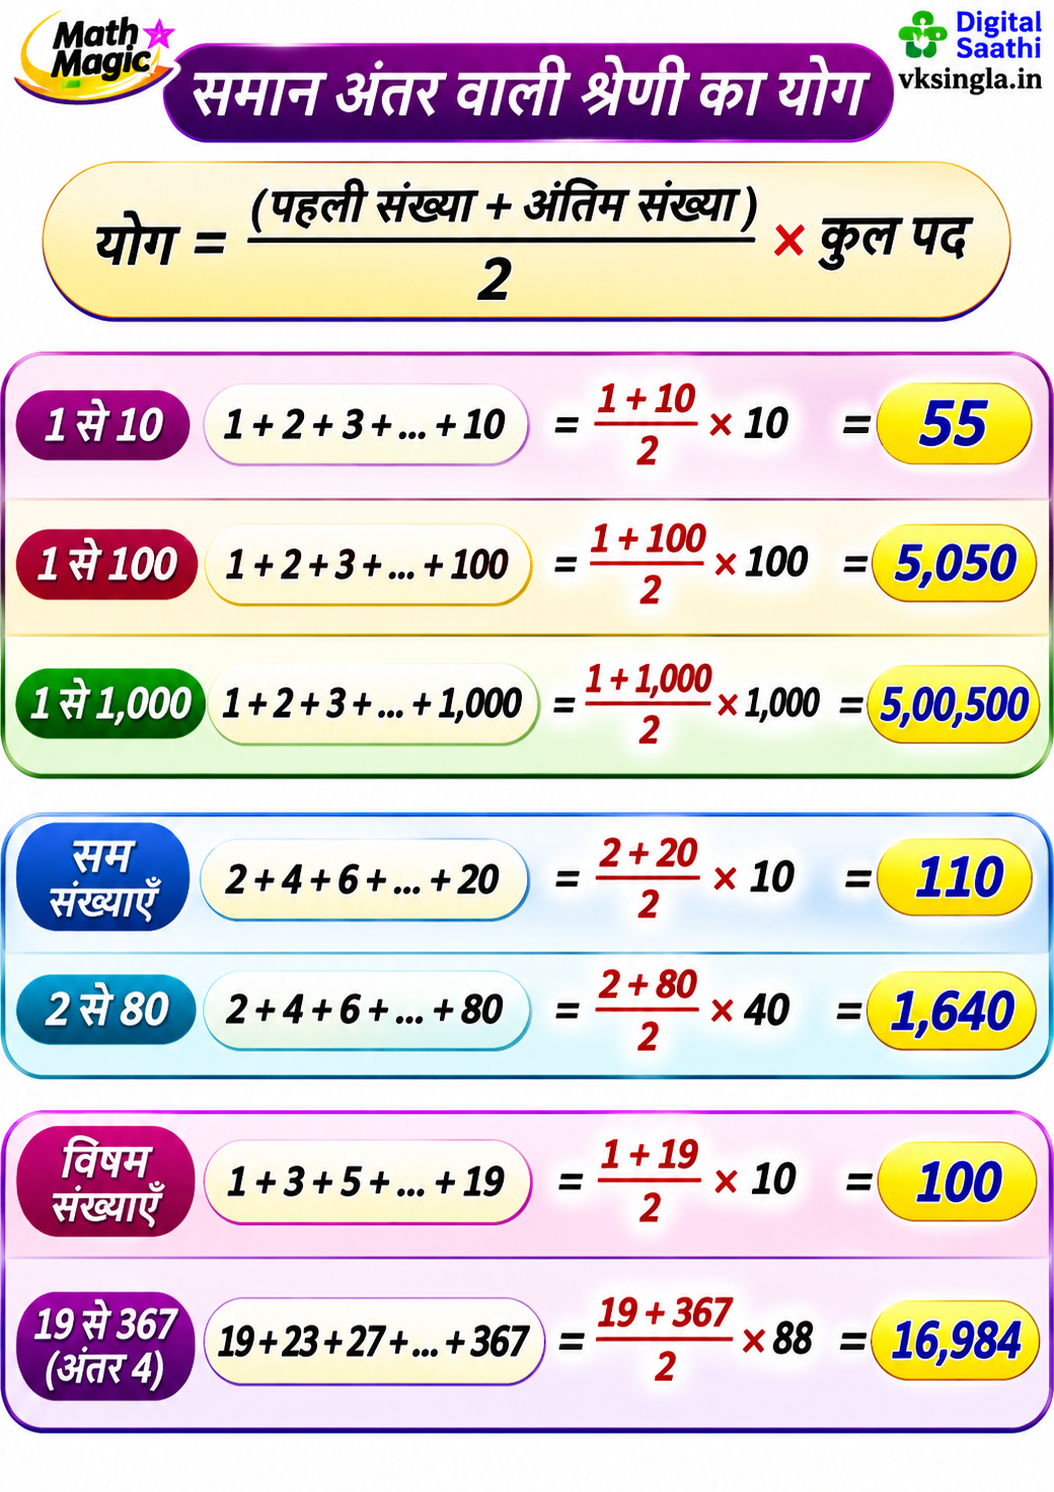 Math
Magic
Digital
Saathi
vksingla.in
समान अंतर वाली श्रेणी का योग
योग = (पहली संख्या + अंतिम संख्या) / 2 × कुल पद
1 से 10 1 + 2 + 3 + ... + 10 = (1 + 10) / 2 × 10 = 55
1 से 100 1 + 2 + 3 + ... + 100 = (1 + 100) / 2 × 100 = 5,050
1 से 1,000 1 + 2 + 3 + ... + 1,000 = (1 + 1,000) / 2 × 1,000 = 5,00,500
सम
संख्याएँ
2 + 4 + 6 + ... + 20 = (2 + 20) / 2 × 10 = 110
2 से 80 2 + 4 + 6 + ... + 80 = (2 + 80) / 2 × 40 = 1,640
विषम
संख्याएँ
1 + 3 + 5 + ... + 19 = (1 + 19) / 2 × 10 = 100
19 से 367
(अंतर 4)
19 + 23 + 27 + ... + 367 = (19 + 367) / 2 × 88 = 16,984